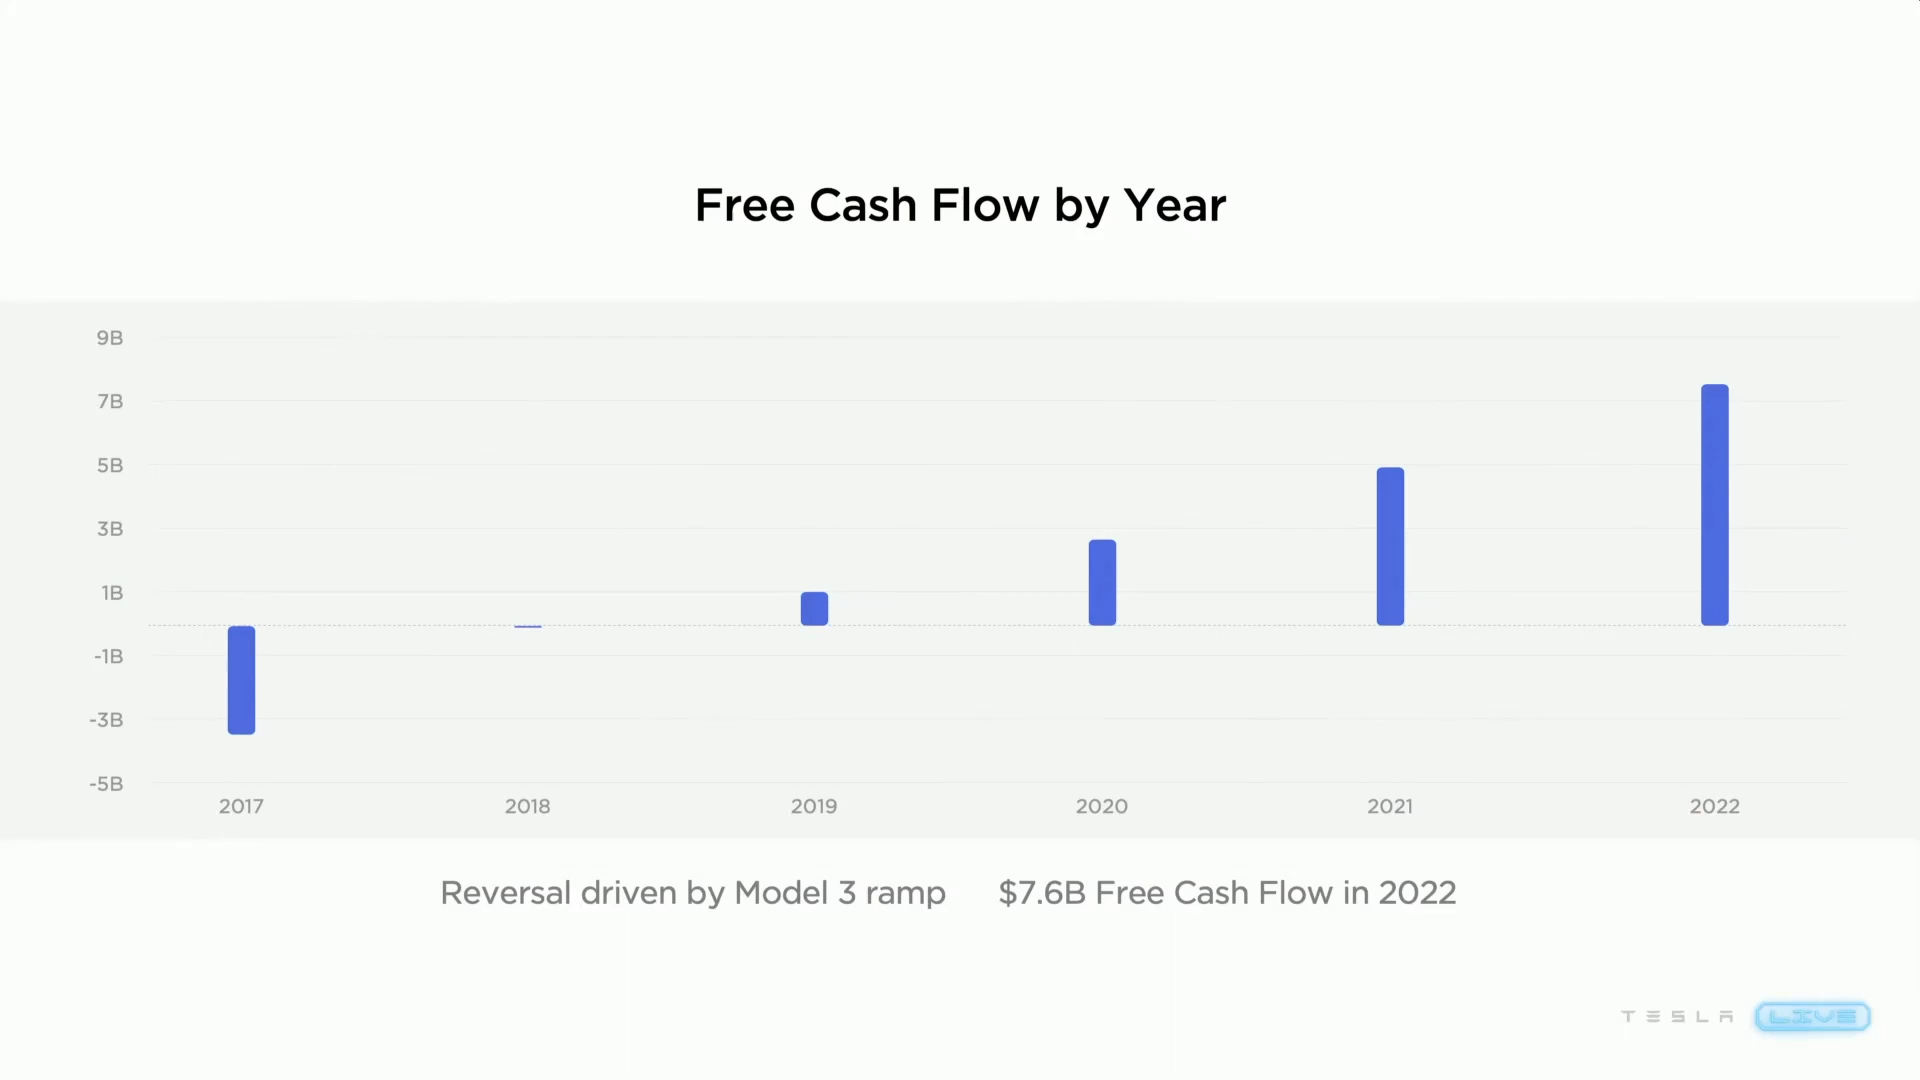 Free Cash Flow by Year
9B
7B
5B
3B
1B
-1B
-3B
-5B
2017 2018 2019 2020 2021 2022
Reversal driven by Model 3 ramp $7.6B Free Cash Flow in 2022
TESLA LIVE